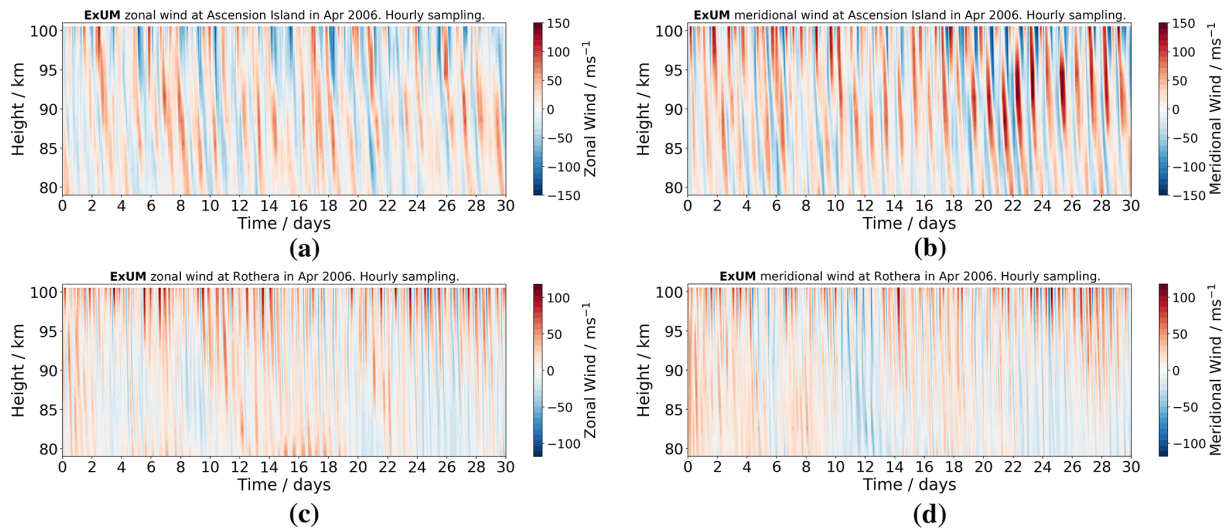 ExUM zonal wind at Ascension Island in Apr 2006. Hourly sampling.
100
95
90
85
80
Height / km
0 2 4 6 8 10 12 14 16 18 20 22 24 26 28 30
Time / days
150
100
50
0
−50
−100
−150
Zonal Wind / ms⁻¹
(a)
ExUM meridional wind at Ascension Island in Apr 2006. Hourly sampling.
100
95
90
85
80
Height / km
0 2 4 6 8 10 12 14 16 18 20 22 24 26 28 30
Time / days
150
100
50
0
−50
−100
−150
Meridional Wind / ms⁻¹
(b)
ExUM zonal wind at Rothera in Apr 2006. Hourly sampling.
100
95
90
85
80
Height / km
0 2 4 6 8 10 12 14 16 18 20 22 24 26 28 30
Time / days
100
50
0
−50
−100
Zonal Wind / ms⁻¹
(c)
ExUM meridional wind at Rothera in Apr 2006. Hourly sampling.
100
95
90
85
80
Height / km
0 2 4 6 8 10 12 14 16 18 20 22 24 26 28 30
Time / days
100
50
0
−50
−100
Meridional Wind / ms⁻¹
(d)